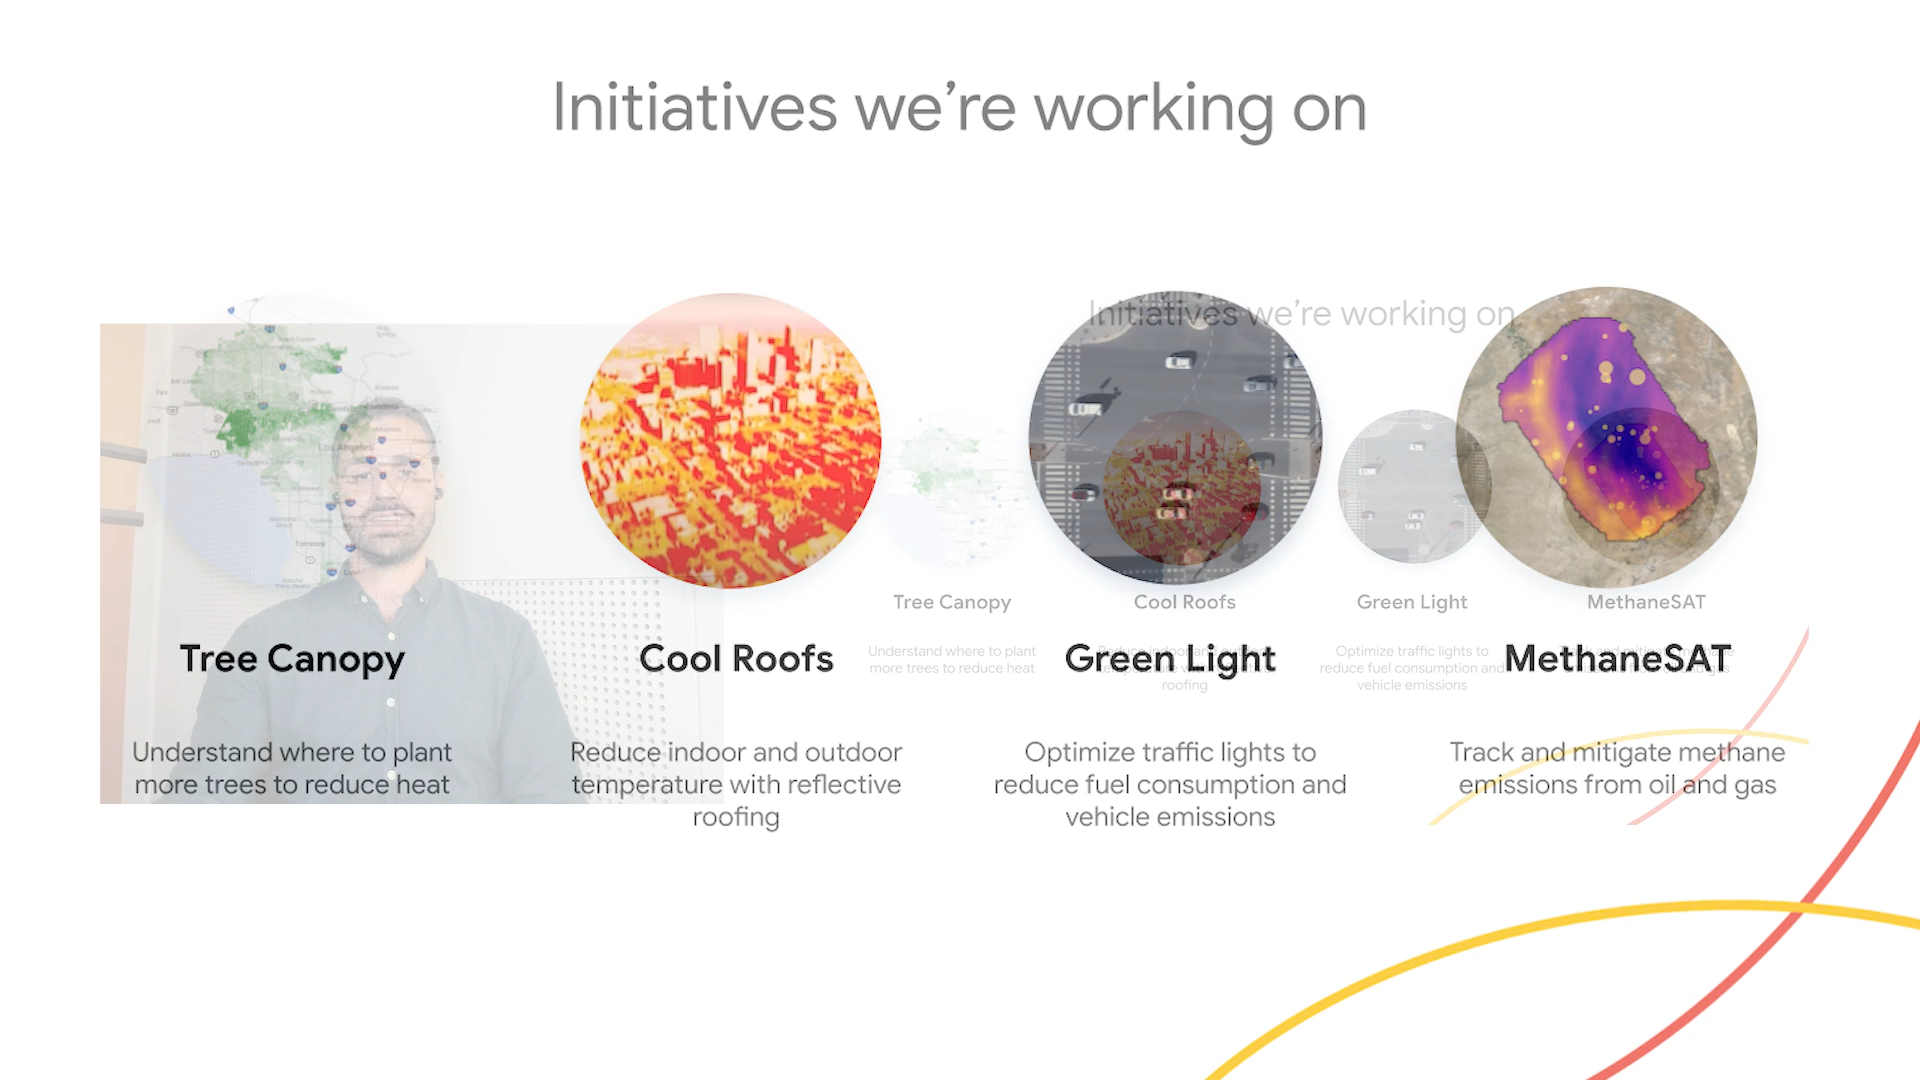 Initiatives we’re working on
Initiatives we’re working on
Los Angeles
Torrance
Tree Canopy
Cool Roofs
Green Light
MethaneSAT
Understand where to plant
more trees to reduce heat
Optimize traffic lights to
reduce fuel consumption and
vehicle emissions
roofing
Tree Canopy
Cool Roofs
Green Light
MethaneSAT
Understand where to plant
more trees to reduce heat
Reduce indoor and outdoor
temperature with reflective
roofing
Optimize traffic lights to
reduce fuel consumption and
vehicle emissions
Track and mitigate methane
emissions from oil and gas